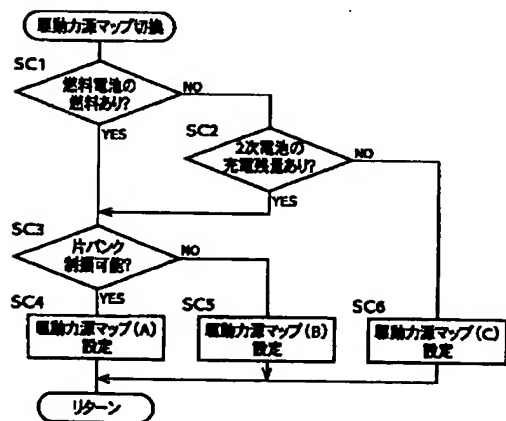 駆動力源マップ切換
SC1
燃料電池の
燃料あり?
NO
YES
SC2
2次電池の
充電残量あり?
NO
YES
SC3
片バンク
制振可能?
NO
YES
SC4
駆動力源マップ(A)
設定
SC5
駆動力源マップ(B)
設定
SC6
駆動力源マップ(C)
設定
リターン